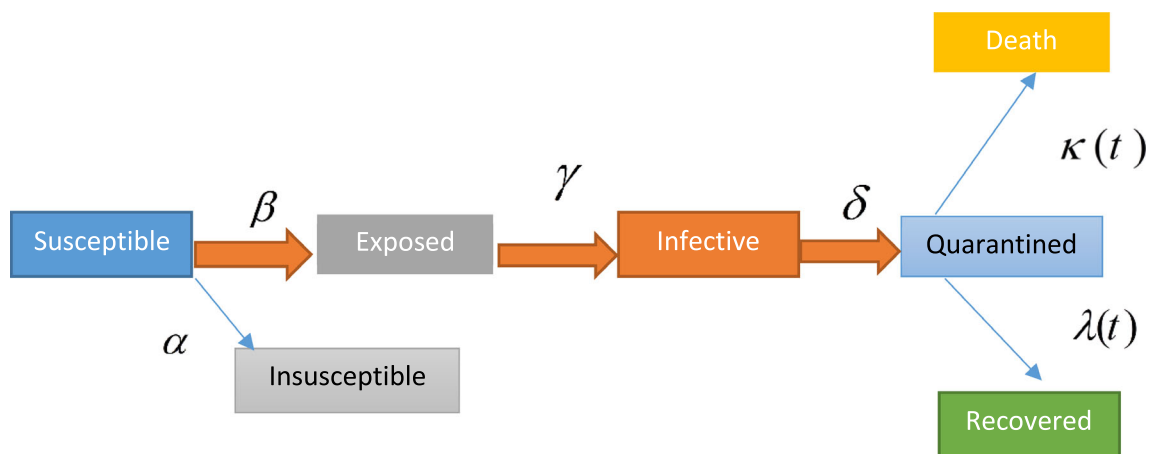 Death
κ (t)
γ
β
δ
Susceptible
Exposed
Infective
Quarantined
α
λ(t)
Insusceptible
Recovered